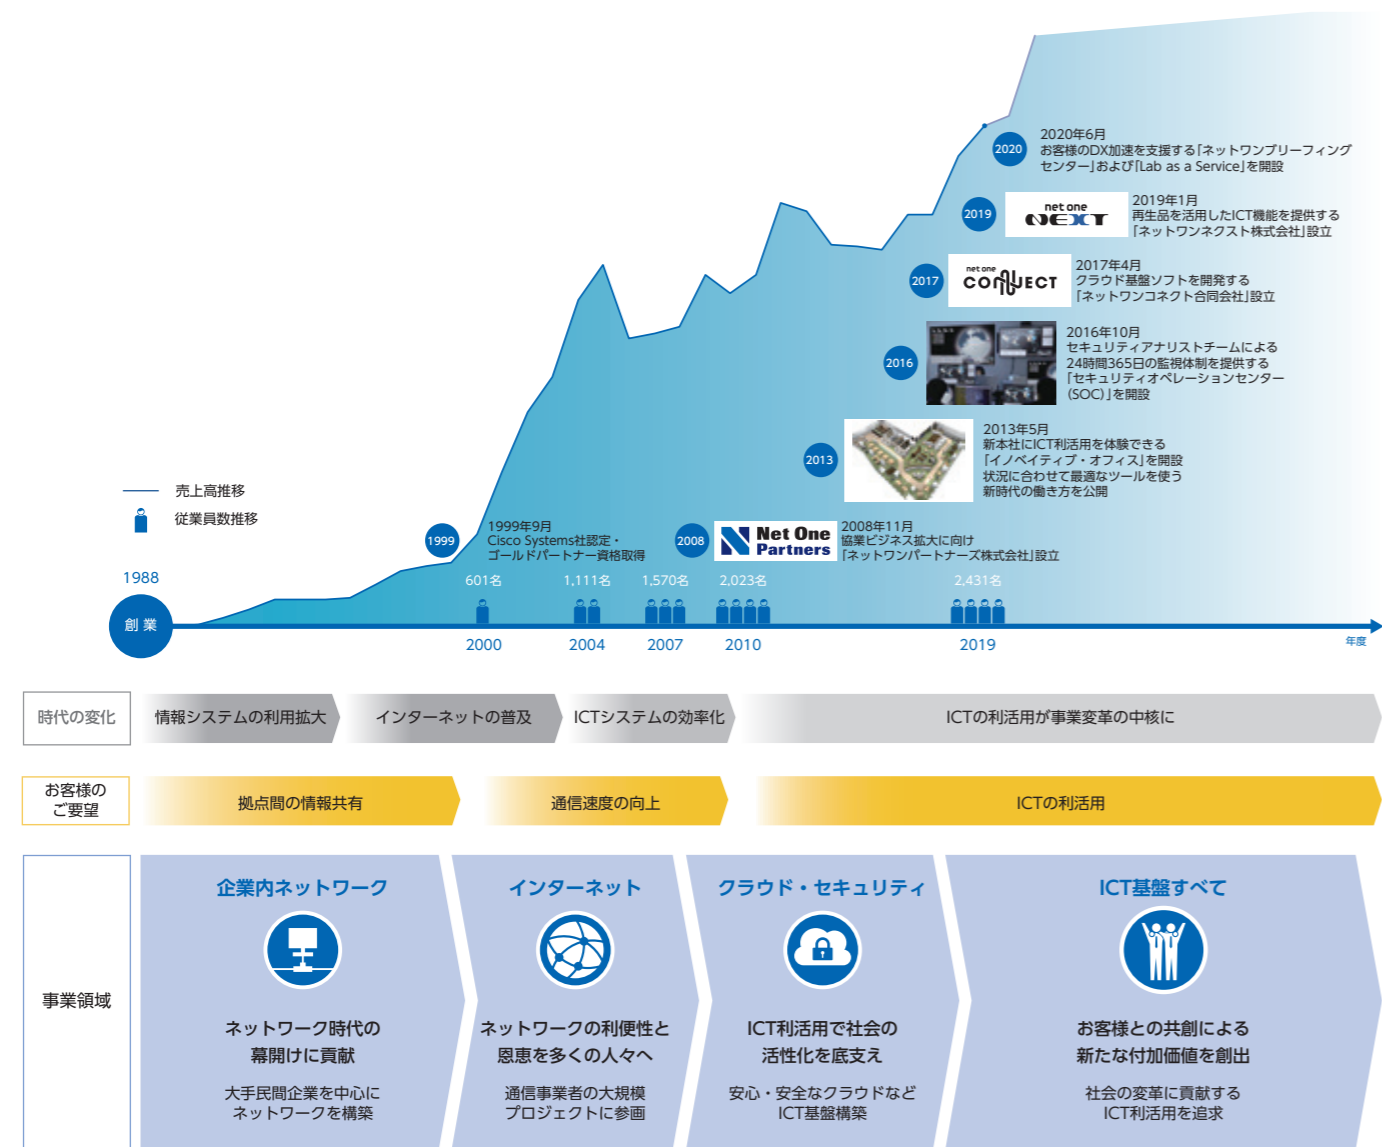 2020
2020年6月
お客様のDX加速を支援する「ネットワンブリーフィング
センター」および「Lab as a Service」を開設
2019
net one
NEXT
2019年1月
再生品を活用したICT機能を提供する
「ネットワンネクスト株式会社」設立
2017
net one
CONNECT
2017年4月
クラウド基盤ソフトを開発する
「ネットワンコネクト合同会社」設立
2016
2016年10月
セキュリティアナリストチームによる
24時間365日の監視体制を提供する
「セキュリティオペレーションセンター
(SOC)」を開設
2013
2013年5月
新本社にICT利活用を体験できる
「イノベイティブ・オフィス」を開設
状況に合わせて最適なツールを使う
新時代の働き方を公開
売上高推移
従業員数推移
1999
1999年9月
Cisco Systems社認定・
ゴールドパートナー資格取得
2008
Net One
Partners
2008年11月
協業ビジネス拡大に向け
「ネットワンパートナーズ株式会社」設立
1988
創業
601名
1,111名
1,570名
2,023名
2,431名
2000
2004
2007
2010
2019
年度
時代の変化
情報システムの利用拡大
インターネットの普及
ICTシステムの効率化
ICTの利活用が事業変革の中核に
お客様の
ご要望
拠点間の情報共有
通信速度の向上
ICTの利活用
事業領域
企業内ネットワーク
ネットワーク時代の
幕開けに貢献
大手民間企業を中心に
ネットワークを構築
インターネット
ネットワークの利便性と
恩恵を多くの人々へ
通信事業者の大規模
プロジェクトに参画
クラウド・セキュリティ
ICT利活用で社会の
活性化を底支え
安心・安全なクラウドなど
ICT基盤構築
ICT基盤すべて
お客様との共創による
新たな付加価値を創出
社会の変革に貢献する
ICT利活用を追求